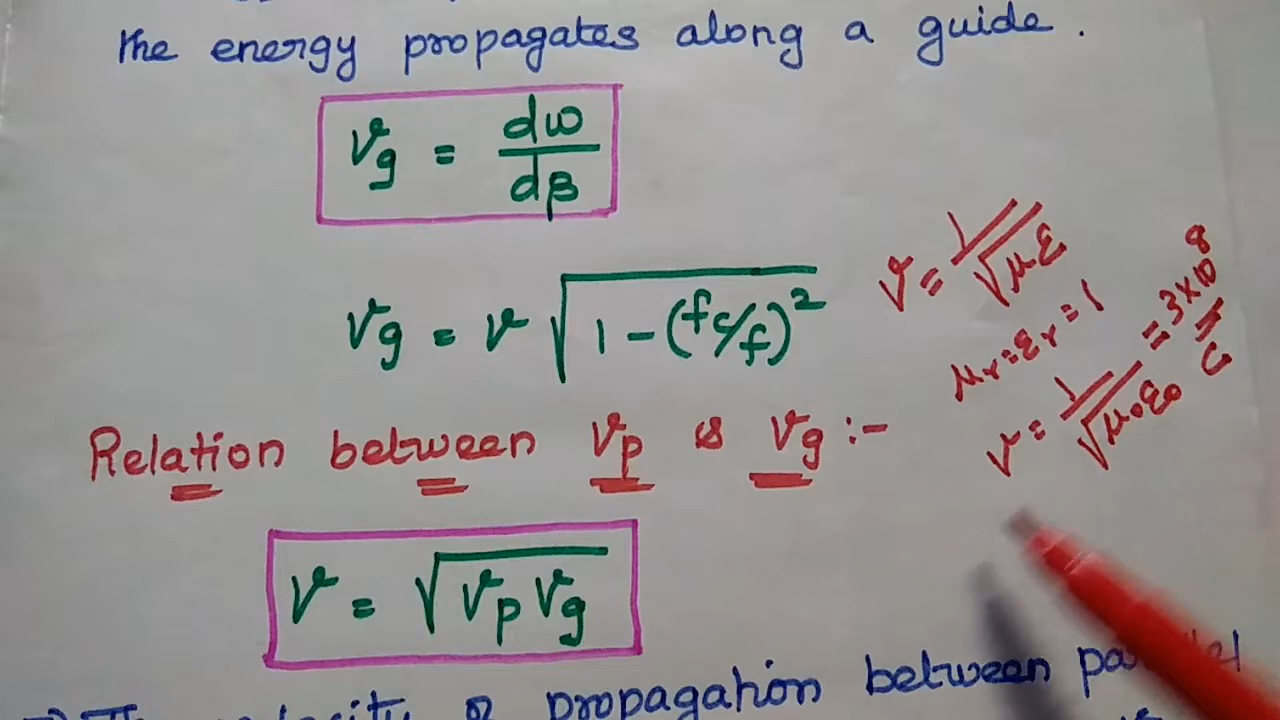 the energy propagates along a guide.
vg = dω/dβ
vg = v √(1-(fc/f)²)
v = 1/√με
μr = εr = 1
v = 1/√μ₀ε₀ = 3×10⁸
c
Relation between vp & vg :-
v = √vp vg
propagation between